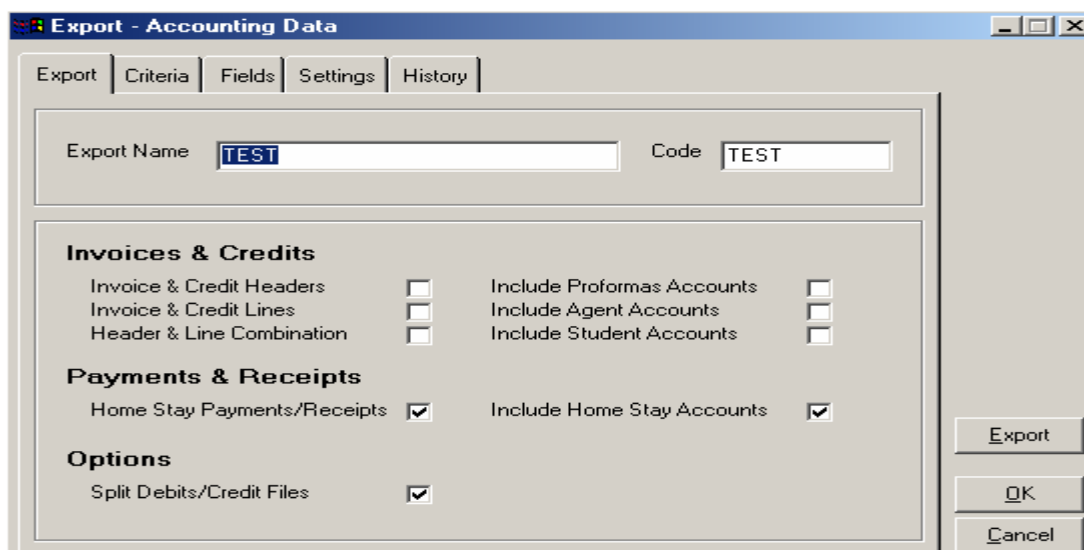 Export - Accounting Data
Export Criteria Fields Settings History
Export Name TEST Code TEST
Invoices & Credits
Invoice & Credit Headers Include Proformas Accounts
Invoice & Credit Lines Include Agent Accounts
Header & Line Combination Include Student Accounts
Payments & Receipts
Home Stay Payments/Receipts Include Home Stay Accounts
Export
Options
Split Debits/Credit Files
OK
Cancel